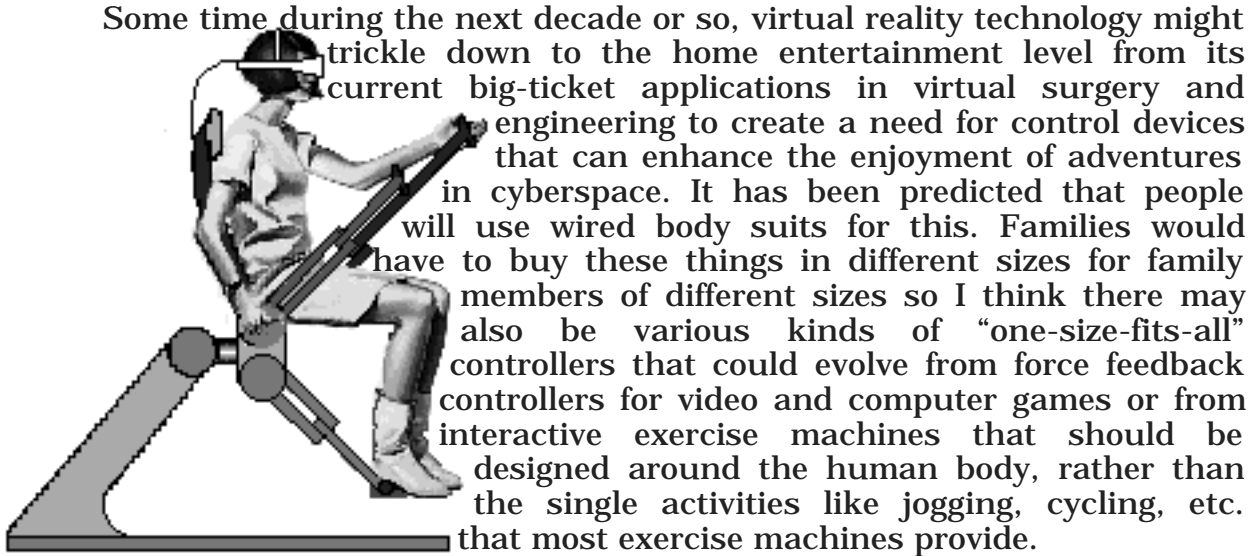 Some time during the next decade or so, virtual reality technology might
trickle down to the home entertainment level from its
current big-ticket applications in virtual surgery and
engineering to create a need for control devices
that can enhance the enjoyment of adventures
in cyberspace. It has been predicted that people
will use wired body suits for this. Families would
have to buy these things in different sizes for family
members of different sizes so I think there may
also be various kinds of “one-size-fits-all”
controllers that could evolve from force feedback
controllers for video and computer games or from
interactive exercise machines that should be
designed around the human body, rather than
the single activities like jogging, cycling, etc.
that most exercise machines provide.